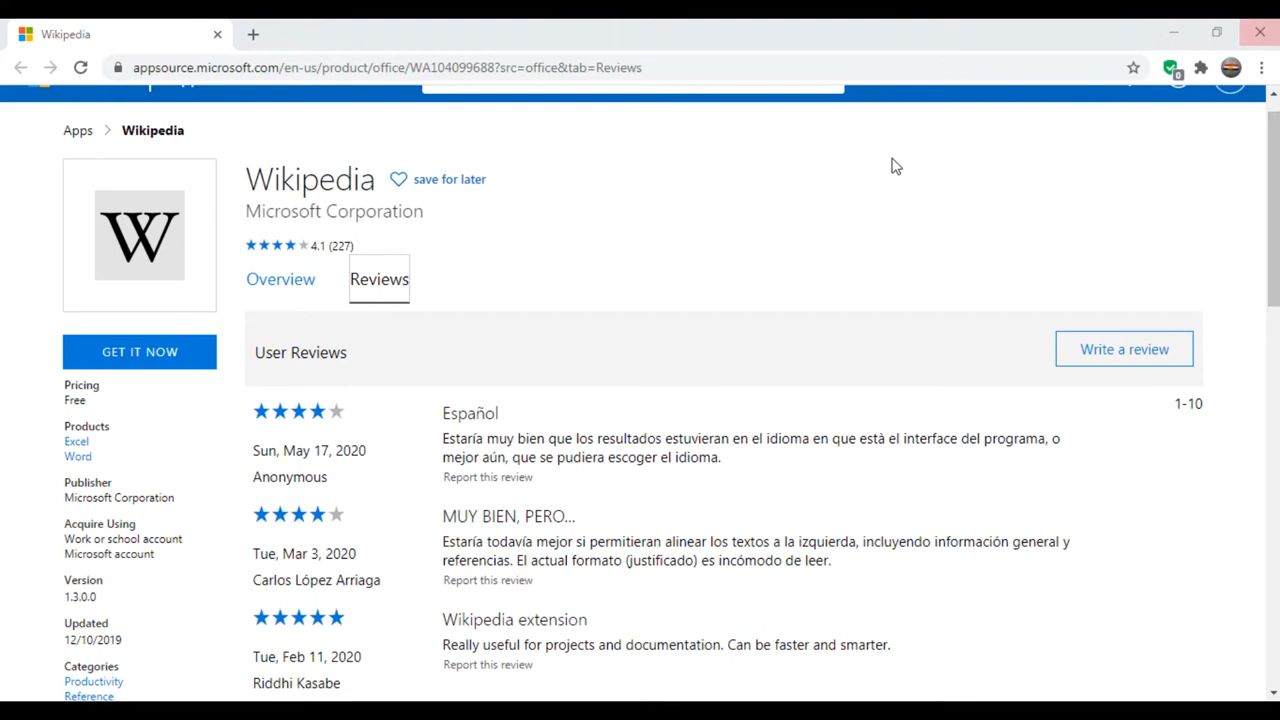 Wikipedia
appsource.microsoft.com/en-us/product/office/WA104099688?src=office&tab=Reviews
0
Apps > Wikipedia
W
Wikipedia
save for later
Microsoft Corporation
4.1 (227)
Overview
Reviews
GET IT NOW
Pricing
Free
Products
Excel
Word
Publisher
Microsoft Corporation
Acquire Using
Work or school account
Microsoft account
Version
1.3.0.0
Updated
12/10/2019
Categories
Productivity
Reference
User Reviews
Write a review
1-10
Sun, May 17, 2020
Anonymous
Español
Estaría muy bien que los resultados estuvieran en el idioma en que està el interface del programa, o
mejor aún, que se pudiera escoger el idioma.
Report this review
Tue, Mar 3, 2020
Carlos López Arriaga
MUY BIEN, PERO...
Estaría todavía mejor si permitieran alinear los textos a la izquierda, incluyendo información general y
referencias. El actual formato (justificado) es incómodo de leer.
Report this review
Tue, Feb 11, 2020
Riddhi Kasabe
Wikipedia extension
Really useful for projects and documentation. Can be faster and smarter.
Report this review